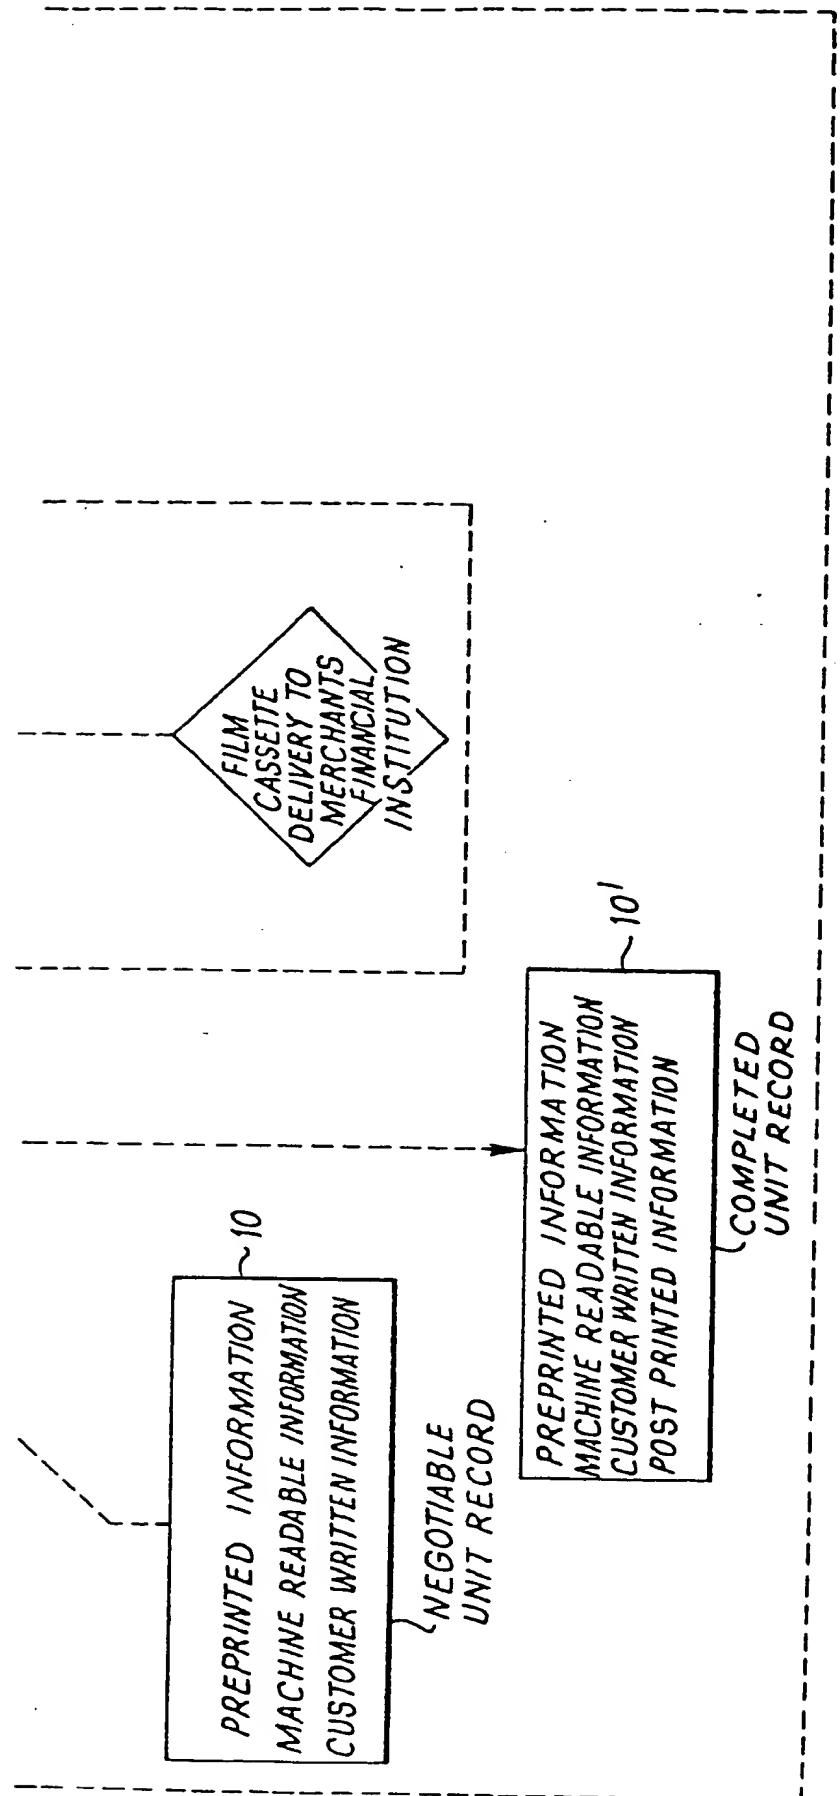 PREPRINTED INFORMATION
MACHINE READABLE INFORMATION
CUSTOMER WRITTEN INFORMATION
10
NEGOTIABLE
UNIT RECORD
PREPRINTED INFORMATION
MACHINE READABLE INFORMATION
CUSTOMER WRITTEN INFORMATION
POST PRINTED INFORMATION
10'
COMPLETED
UNIT RECORD
FILM
CASSETTE
DELIVERY TO
MERCHANTS
FINANCIAL
INSTITUTION